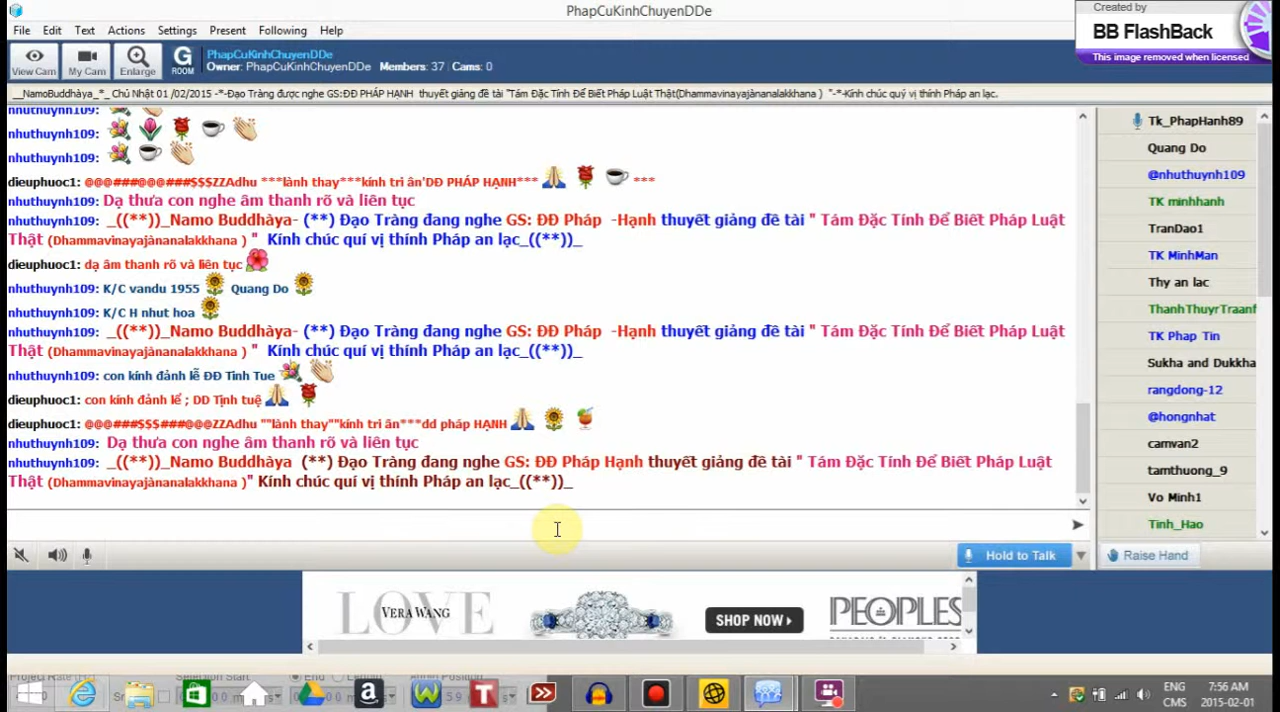 PhapCuKinhChuyenDDe
Created by
BB FlashBack
This image removed when licensed
File Edit Text Actions Settings Present Following Help
View Cam My Cam Enlarge G ROOM
PhapCuKinhChuyenDDe
Owner: PhapCuKinhChuyenDDe Members: 37 Cams: 0
__NamoBuddhàya_*_ Chủ Nhật 01 /02/2015 -*-Đạo Tràng được nghe GS:ĐĐ PHÁP HẠNH thuyết giảng đề tài "Tám Đặc Tính Để Biết Pháp Luật Thật(Dhammavinayajànanalakkhana ) "-*-Kính chúc quý vị thính Pháp an lạc.
nhuthuynh109:
nhuthuynh109:
nhuthuynh109:
dieuphuoc1: @@@###@@@###$$$ZZAdhu ***lành thay***kính tri ân'DĐ PHÁP HẠNH*** ***
nhuthuynh109: Dạ thưa con nghe âm thanh rõ và liên tục
nhuthuynh109: _((**))_Namo Buddhàya- (**) Đạo Tràng đang nghe GS: ĐĐ Pháp -Hạnh thuyết giảng đề tài " Tám Đặc Tính Để Biết Pháp Luật
Thật (Dhammavinayajànanalakkhana ) " Kính chúc quí vị thính Pháp an lạc_((**))_
dieuphuoc1: dạ âm thanh rõ và liên tục
nhuthuynh109: K/C vandu 1955 Quang Do
nhuthuynh109: K/C H nhut hoa
nhuthuynh109: _((**))_Namo Buddhàya- (**) Đạo Tràng đang nghe GS: ĐĐ Pháp -Hạnh thuyết giảng đề tài " Tám Đặc Tính Để Biết Pháp Luật
Thật (Dhammavinayajànanalakkhana ) " Kính chúc quí vị thính Pháp an lạc_((**))_
nhuthuynh109: con kính đảnh lễ ĐĐ Tinh Tue
dieuphuoc1: con kính đảnh lể ; DD Tịnh tuệ
dieuphuoc1: @@@###$$$###@@@ZZAdhu ""lành thay""kính tri ân***dd pháp HẠNH
nhuthuynh109: Dạ thưa con nghe âm thanh rõ và liên tục
nhuthuynh109: _((**))_Namo Buddhàya (**) Đạo Tràng đang nghe GS: ĐĐ Pháp Hạnh thuyết giảng đề tài " Tám Đặc Tính Để Biết Pháp Luật
Thật (Dhammavinayajànanalakkhana )" Kính chúc quí vị thính Pháp an lạc_((**))_
Tk_PhapHanh89
Quang Do
@nhuthuynh109
TK minhhanh
TranDao1
TK MinhMan
Thy an lac
ThanhThuyrTraanf
TK Phap Tin
Sukha and Dukkha
rangdong-12
@hongnhat
camvan2
tamthuong_9
Vo Minh1
Tinh_Hao
Hold to Talk
Raise Hand
LOVE VERA WANG
SHOP NOW
PEOPLES
ENG 7:56 AM
CMS 2015-02-01